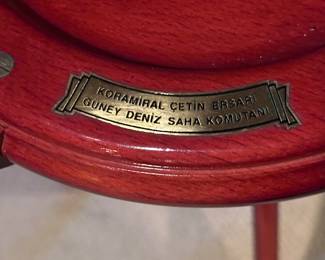 KORAMİRAL ÇETİN ERSARI
GÜNEY DENİZ SAHA KOMUTANI